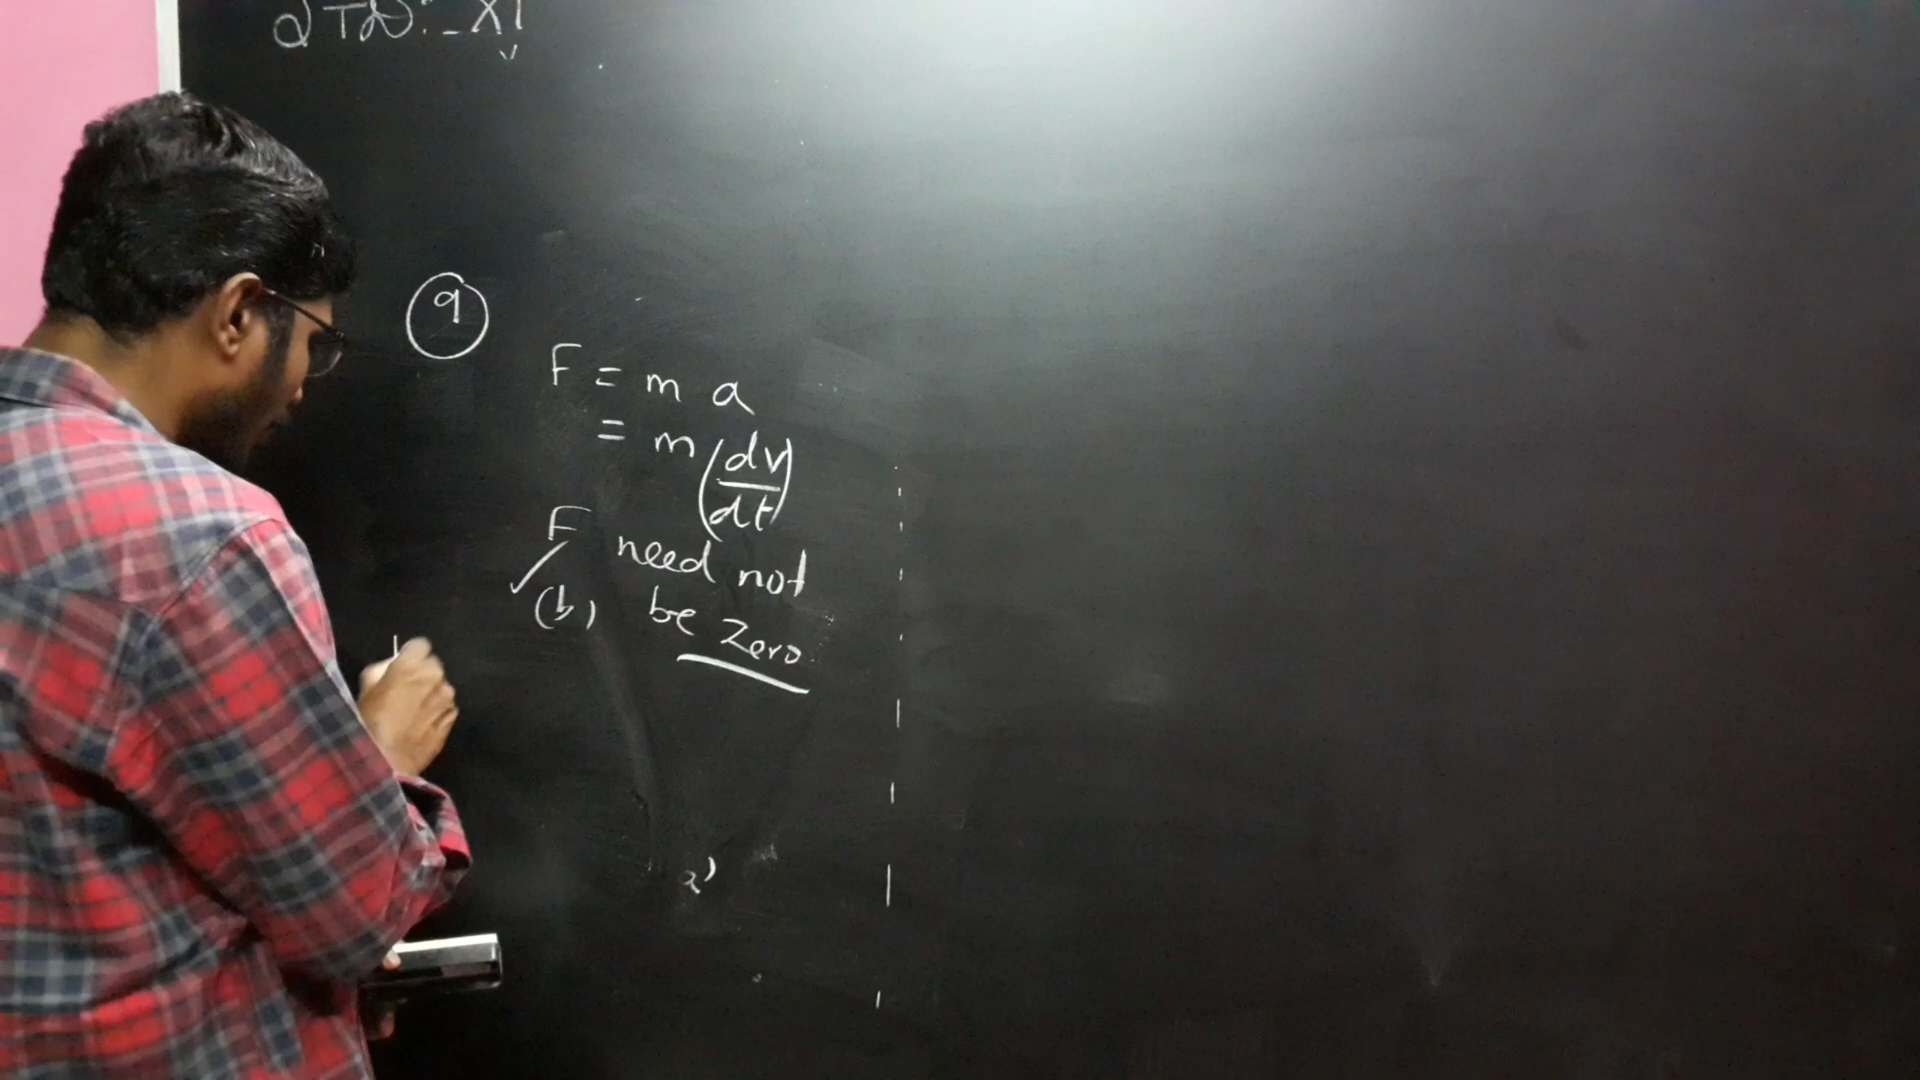 9
F = m a
= m (dv/dt)
F need not
(b) be Zero